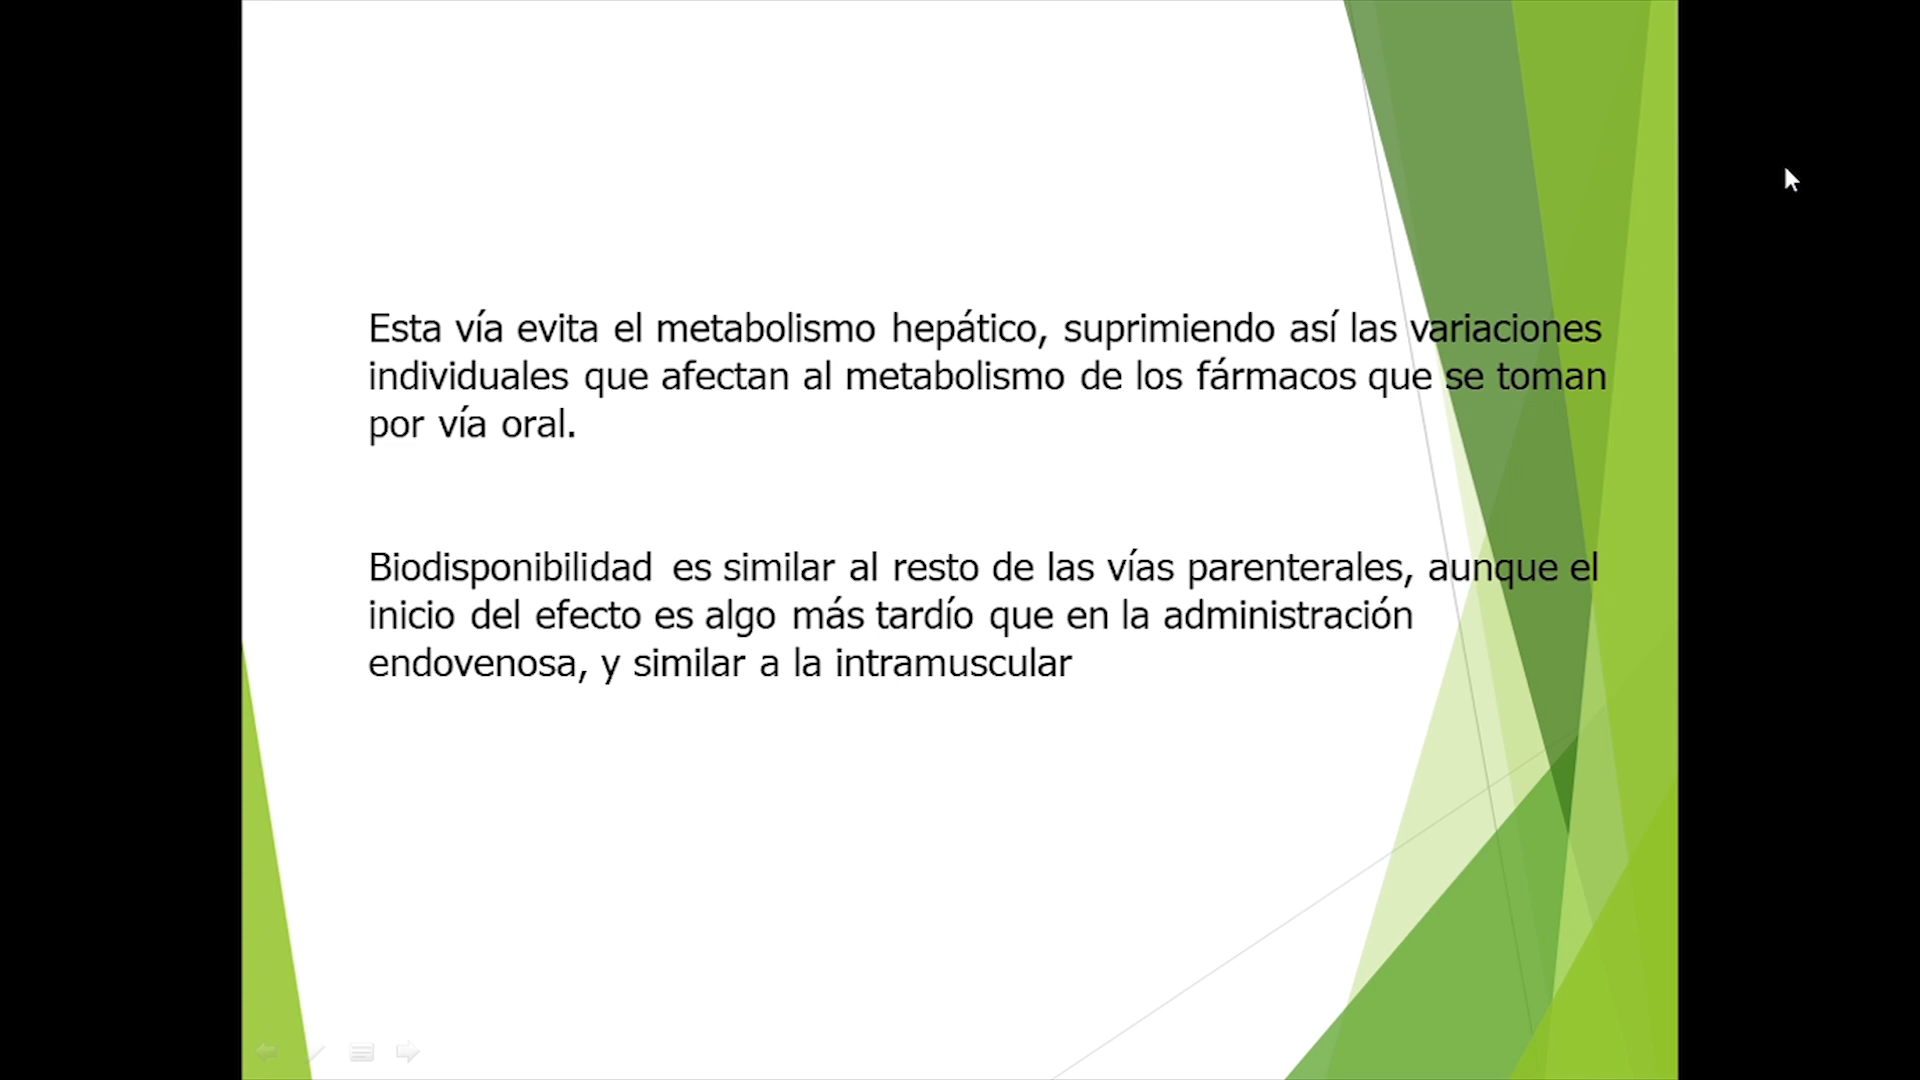 Esta vía evita el metabolismo hepático, suprimiendo así las variaciones
individuales que afectan al metabolismo de los fármacos que se toman
por vía oral.
Biodisponibilidad es similar al resto de las vías parenterales, aunque el
inicio del efecto es algo más tardío que en la administración
endovenosa, y similar a la intramuscular